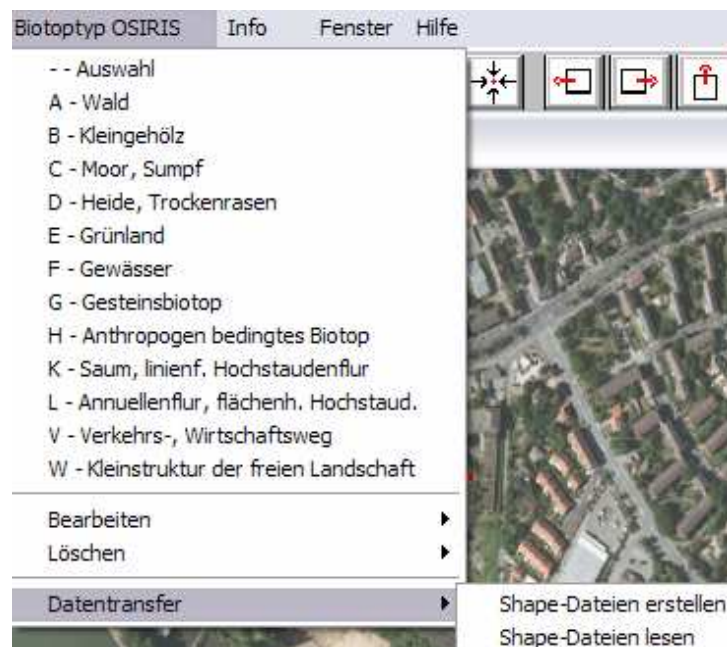 Biotoptyp OSIRIS Info Fenster Hilfe
- - Auswahl
A - Wald
B - Kleingehölz
C - Moor, Sumpf
D - Heide, Trockenrasen
E - Grünland
F - Gewässer
G - Gesteinsbiotop
H - Anthropogen bedingtes Biotop
K - Saum, linienf. Hochstaudenflur
L - Annuellenflur, flächenh. Hochstaud.
V - Verkehrs-, Wirtschaftsweg
W - Kleinstruktur der freien Landschaft
Bearbeiten
Löschen
Datentransfer
Shape-Dateien erstellen
Shape-Dateien lesen